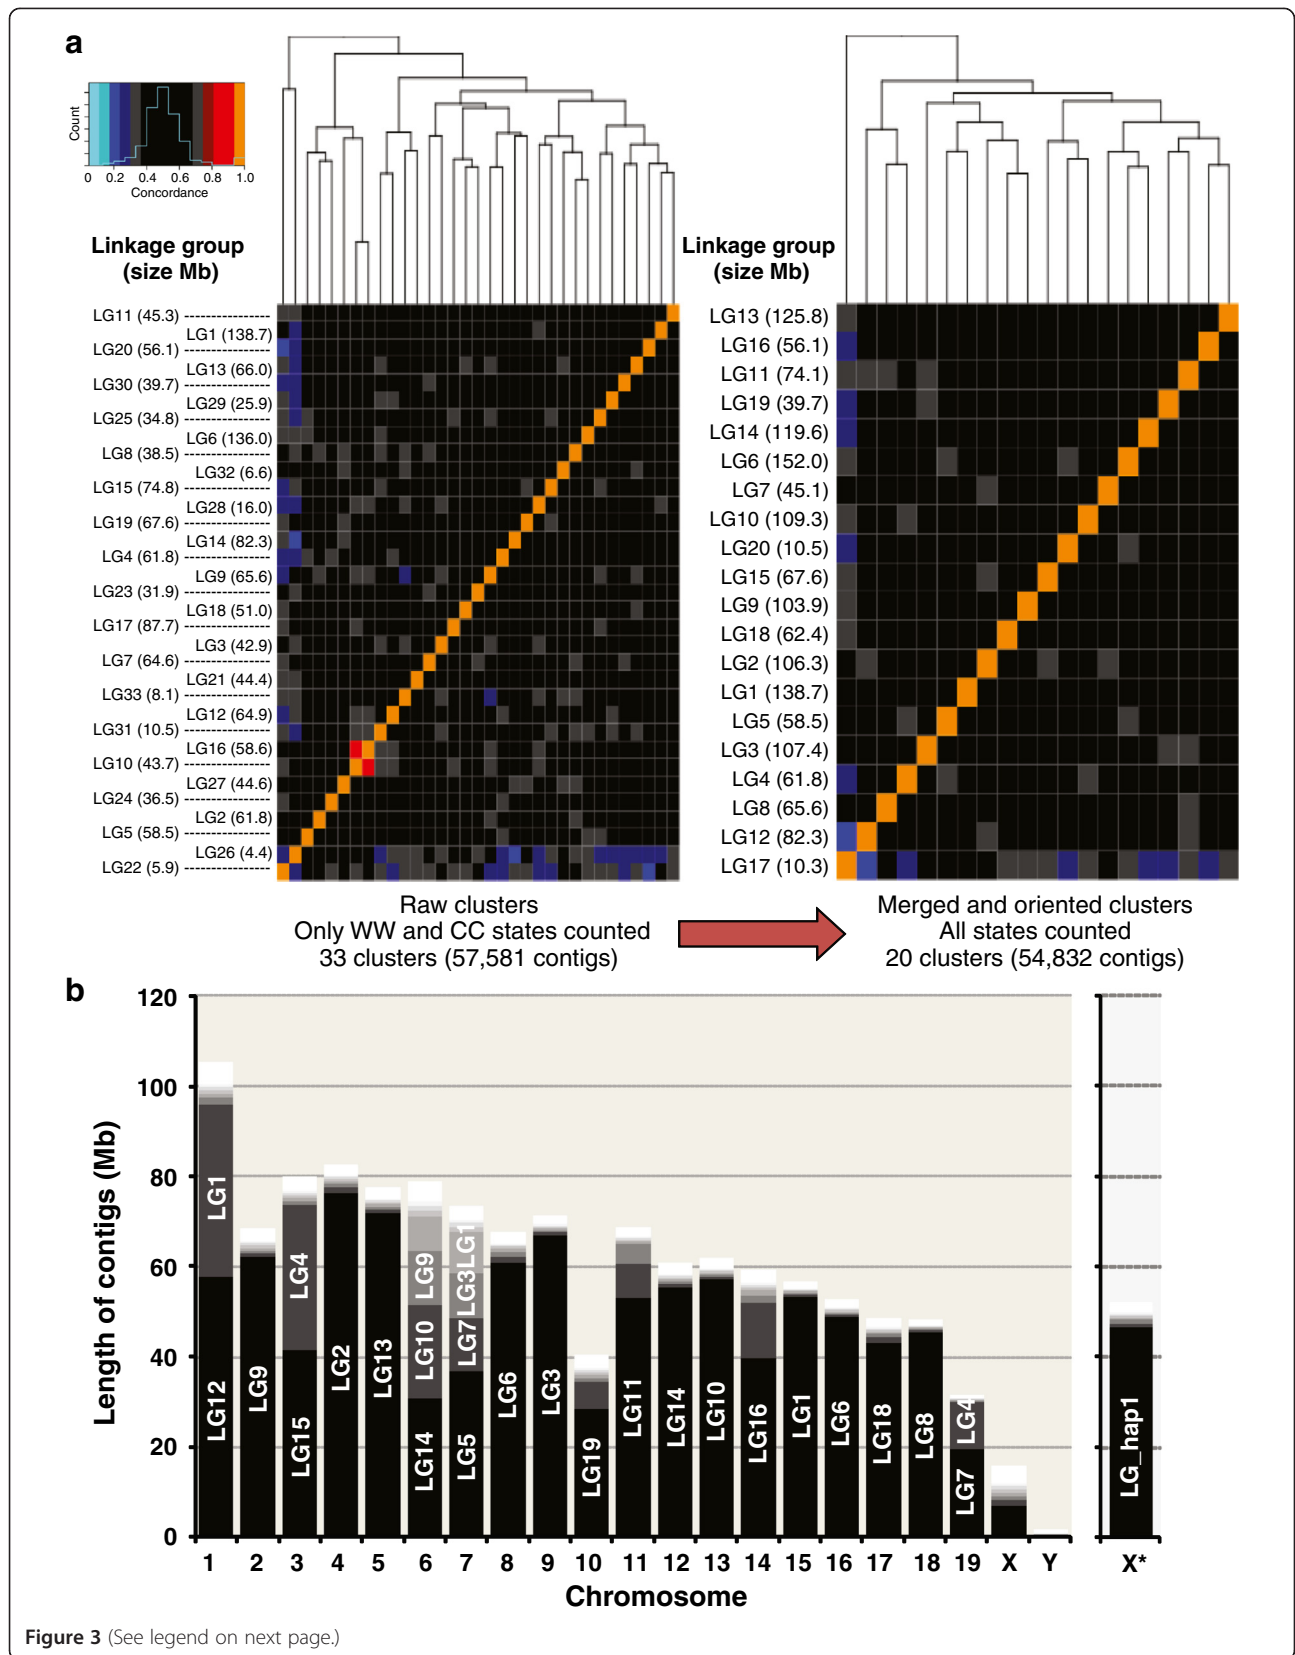 a
Count
0 0.2 0.4 0.6 0.8 1.0
Concordance
Linkage group
(size Mb)
LG11 (45.3)
LG1 (138.7)
LG20 (56.1)
LG13 (66.0)
LG30 (39.7)
LG29 (25.9)
LG25 (34.8)
LG6 (136.0)
LG8 (38.5)
LG32 (6.6)
LG15 (74.8)
LG28 (16.0)
LG19 (67.6)
LG14 (82.3)
LG4 (61.8)
LG9 (65.6)
LG23 (31.9)
LG18 (51.0)
LG17 (87.7)
LG3 (42.9)
LG7 (64.6)
LG21 (44.4)
LG33 (8.1)
LG12 (64.9)
LG31 (10.5)
LG16 (58.6)
LG10 (43.7)
LG27 (44.6)
LG24 (36.5)
LG2 (61.8)
LG5 (58.5)
LG26 (4.4)
LG22 (5.9)
Raw clusters
Only WW and CC states counted
33 clusters (57,581 contigs)
Linkage group
(size Mb)
LG13 (125.8)
LG16 (56.1)
LG11 (74.1)
LG19 (39.7)
LG14 (119.6)
LG6 (152.0)
LG7 (45.1)
LG10 (109.3)
LG20 (10.5)
LG15 (67.6)
LG9 (103.9)
LG18 (62.4)
LG2 (106.3)
LG1 (138.7)
LG5 (58.5)
LG3 (107.4)
LG4 (61.8)
LG8 (65.6)
LG12 (82.3)
LG17 (10.3)
Merged and oriented clusters
All states counted
20 clusters (54,832 contigs)
b
Length of contigs (Mb)
120
100
80
60
40
20
0
LG12
LG1
LG9
LG15
LG4
LG2
LG13
LG14
LG10
LG9
LG5
LG7
LG3
LG1
LG6
LG3
LG19
LG11
LG14
LG10
LG16
LG1
LG6
LG18
LG8
LG7
LG4
LG_hap1
1 2 3 4 5 6 7 8 9 10 11 12 13 14 15 16 17 18 19 X Y X*
Chromosome
Figure 3 (See legend on next page.)